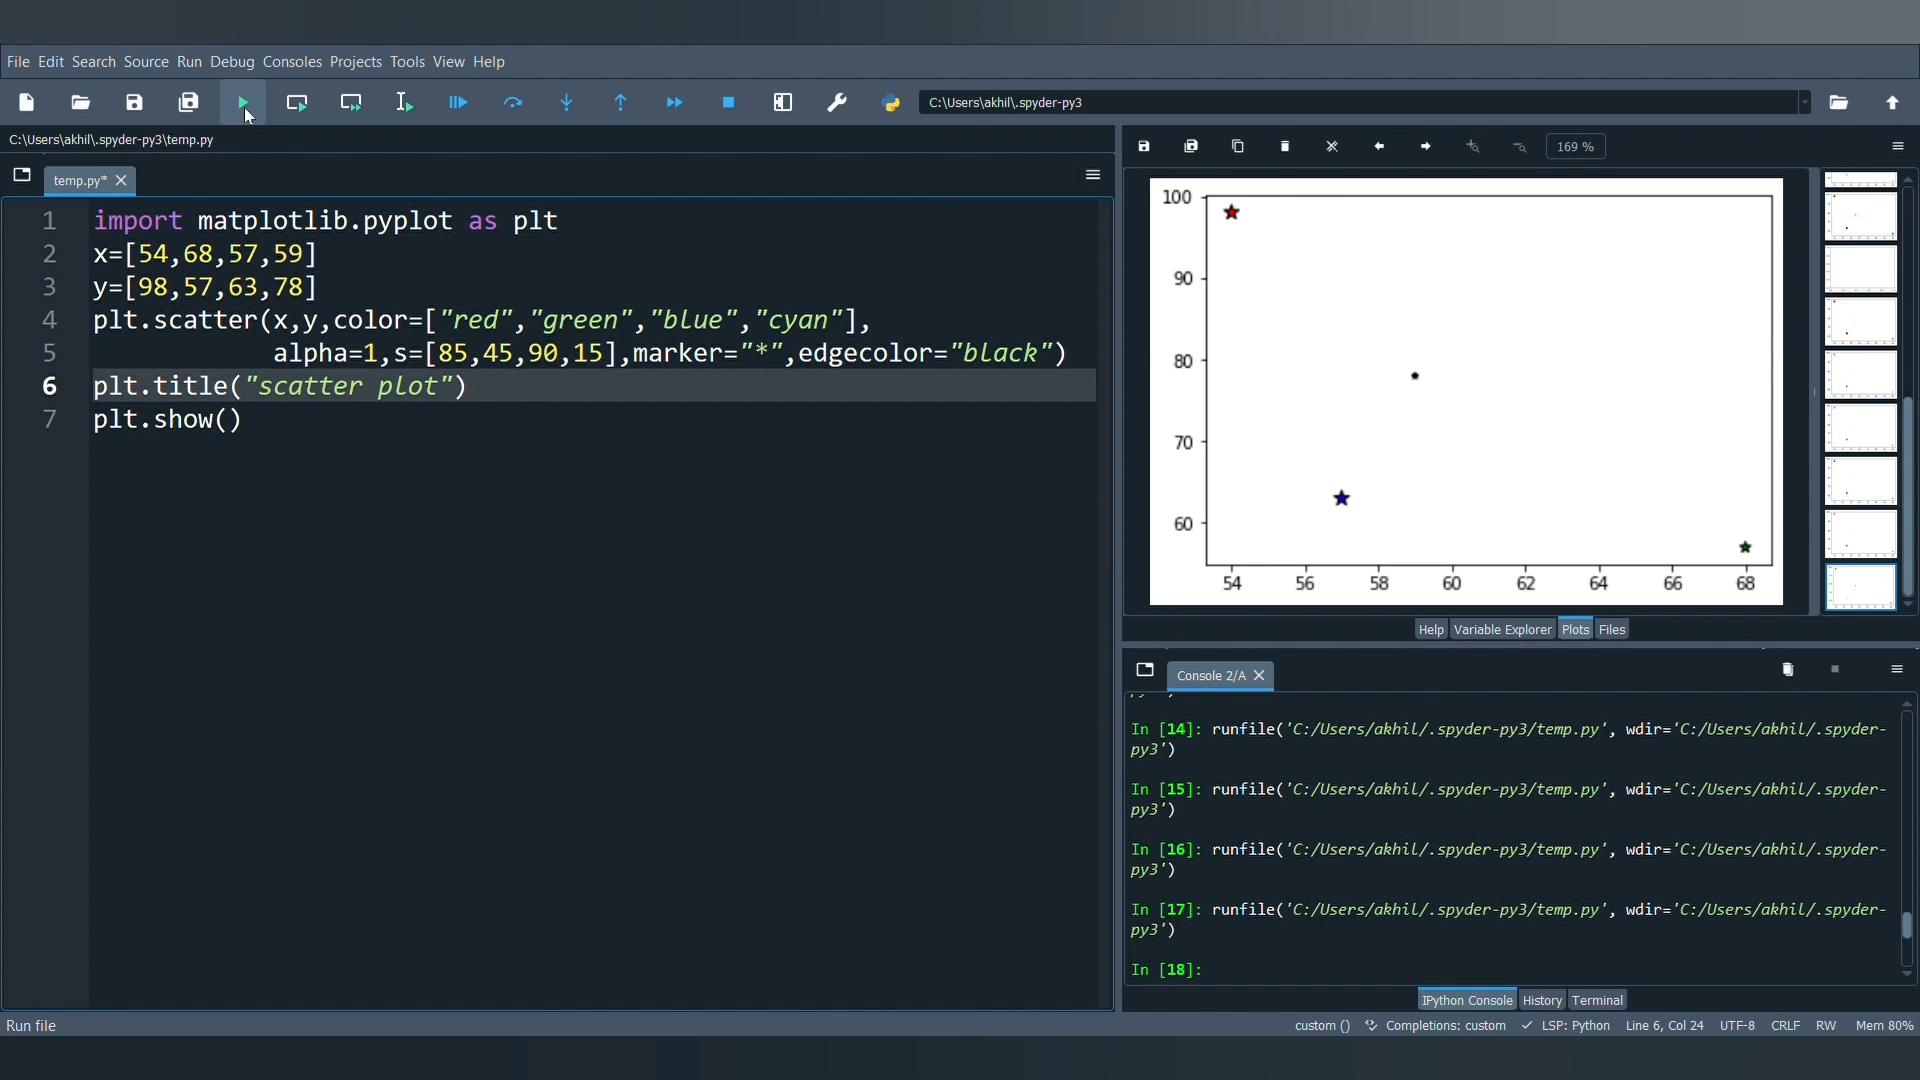 File Edit Search Source Run Debug Consoles Projects Tools View Help
C:\Users\akhil\.spyder-py3
C:\Users\akhil\.spyder-py3\temp.py
temp.py*
1 import matplotlib.pyplot as plt
2 x=[54,68,57,59]
3 y=[98,57,63,78]
4 plt.scatter(x,y,color=["red","green","blue","cyan"],
5 alpha=1,s=[85,45,90,15],marker="*",edgecolor="black")
6 plt.title("scatter plot")
7 plt.show()
169 %
100
90
80
70
60
54 56 58 60 62 64 66 68
Help Variable Explorer Plots Files
Console 2/A
In [14]: runfile('C:/Users/akhil/.spyder-py3/temp.py', wdir='C:/Users/akhil/.spyder-
py3')
In [15]: runfile('C:/Users/akhil/.spyder-py3/temp.py', wdir='C:/Users/akhil/.spyder-
py3')
In [16]: runfile('C:/Users/akhil/.spyder-py3/temp.py', wdir='C:/Users/akhil/.spyder-
py3')
In [17]: runfile('C:/Users/akhil/.spyder-py3/temp.py', wdir='C:/Users/akhil/.spyder-
py3')
In [18]:
IPython Console History Terminal
Run file
custom () Completions: custom LSP: Python Line 6, Col 24 UTF-8 CRLF RW Mem 80%